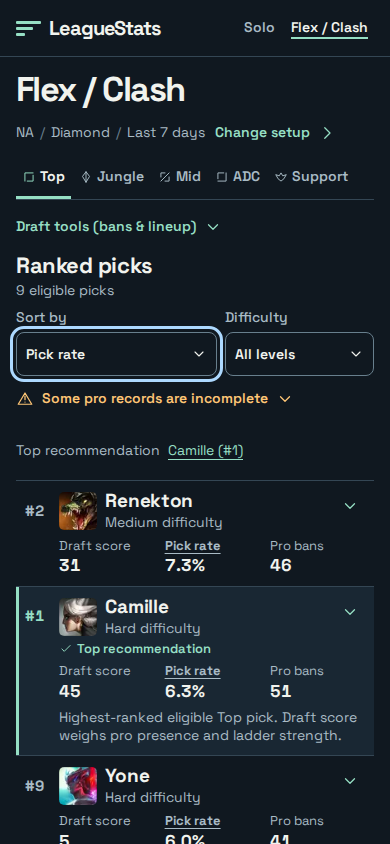 LeagueStats Solo Flex / Clash
Flex / Clash
NA / Diamond / Last 7 days Change setup
Top Jungle Mid ADC Support
Draft tools (bans & lineup)
Ranked picks
9 eligible picks
Sort by Difficulty
Pick rate All levels
Some pro records are incomplete
Top recommendation Camille (#1)
#2 Renekton
Medium difficulty
Draft score Pick rate Pro bans
31 7.3% 46
#1 Camille
Hard difficulty
Top recommendation
Draft score Pick rate Pro bans
45 6.3% 51
Highest-ranked eligible Top pick. Draft score
weighs pro presence and ladder strength.
#9 Yone
Hard difficulty
Draft score Pick rate Pro bans
5 6.0% 41